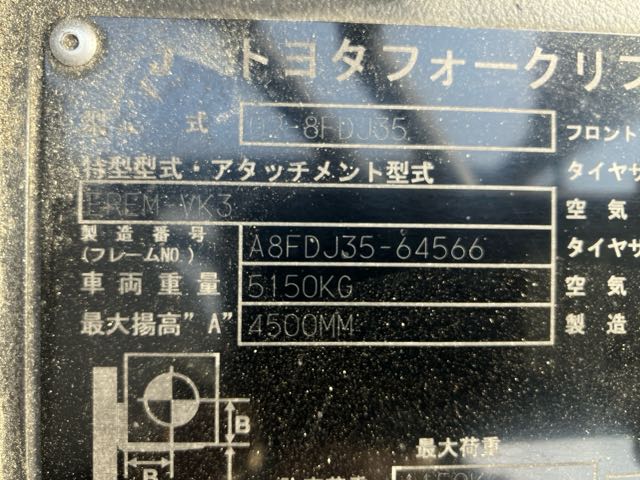 トヨタフォークリフ
型式 -8FDJ35
フロント
特型型式・アタッチメント型式
タイヤサ
EREM-VK3
空気
製造番号
(フレームNO) A8FDJ35-64566
タイヤサ
車両重量 5150KG
空気
最大揚高"A" 4500MM
製造
B
B
最大荷重